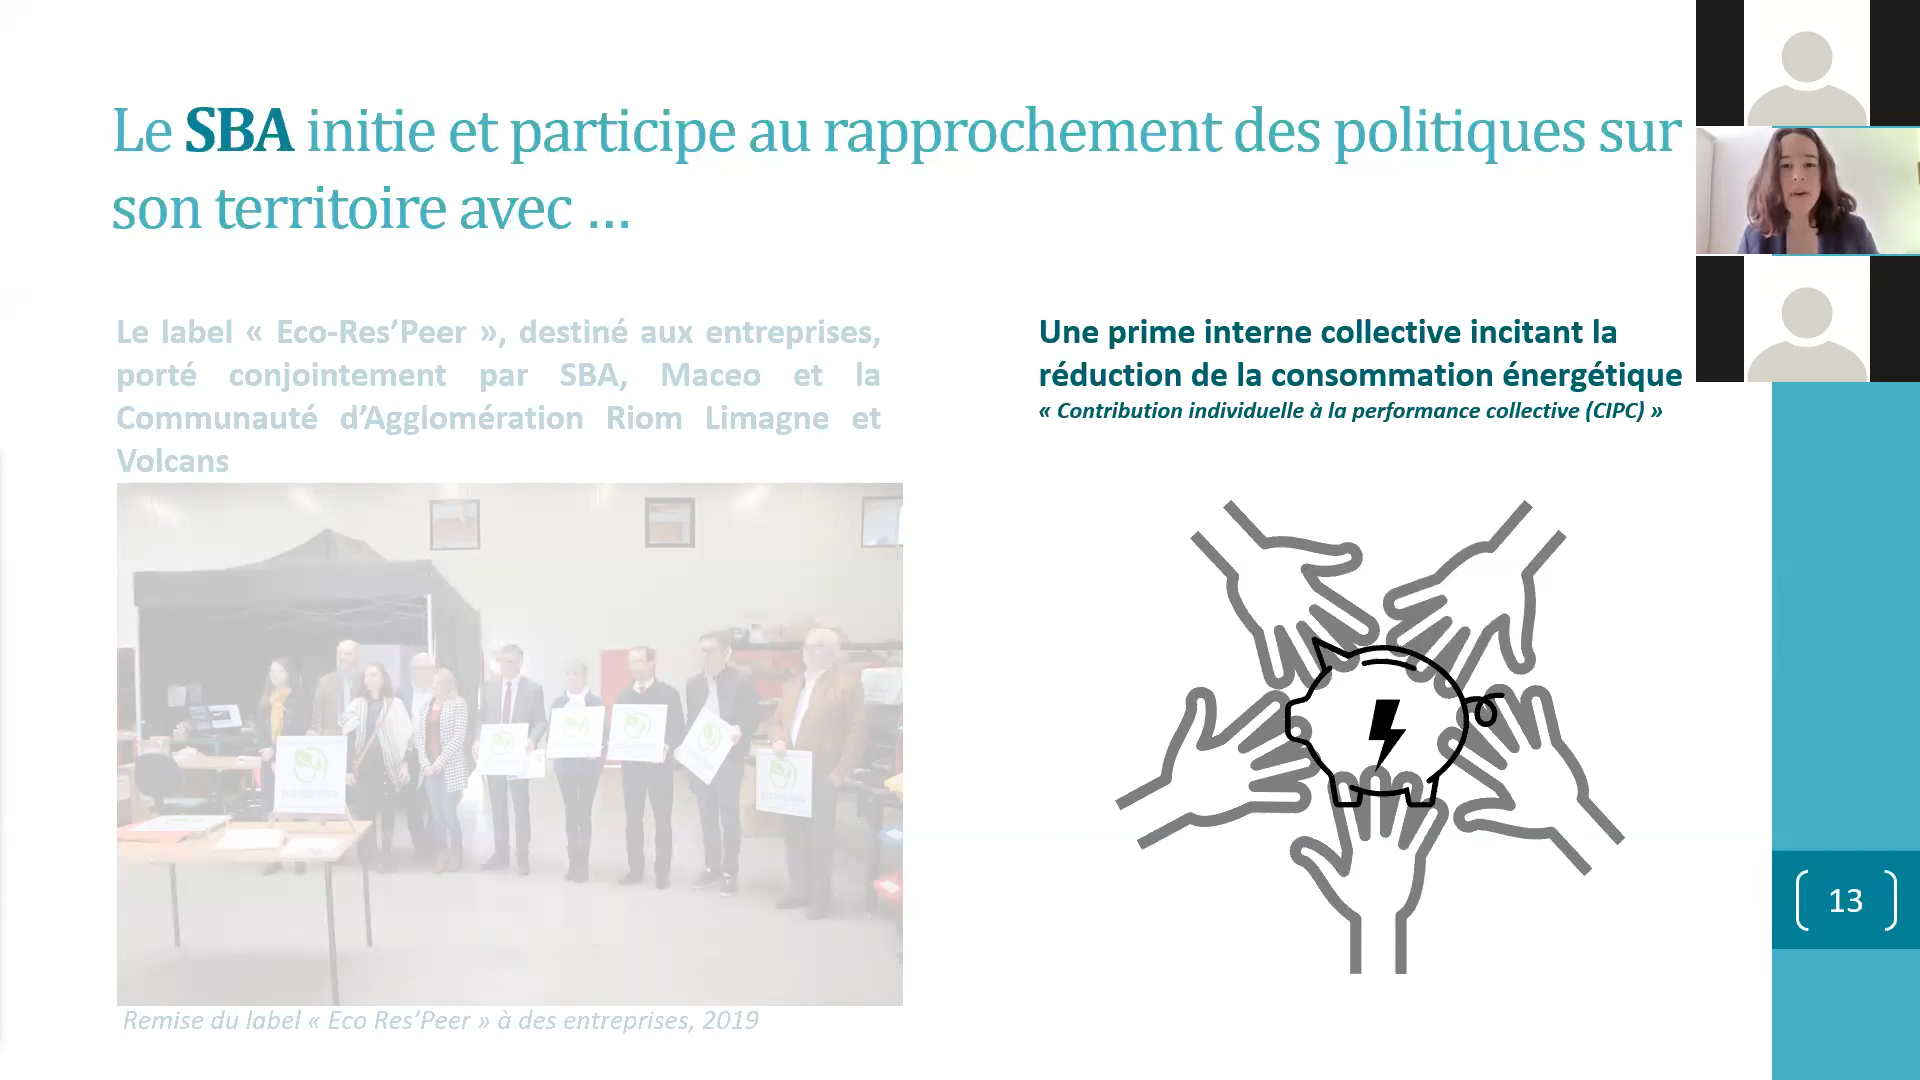 Le SBA initie et participe au rapprochement des politiques sur
son territoire avec ...
Le label « Eco-Res’Peer », destiné aux entreprises,
porté conjointement par SBA, Maceo et la
Communauté d’Agglomération Riom Limagne et
Volcans
Remise du label « Eco Res’Peer » à des entreprises, 2019
Une prime interne collective incitant la
réduction de la consommation énergétique
« Contribution individuelle à la performance collective (CIPC) »
13